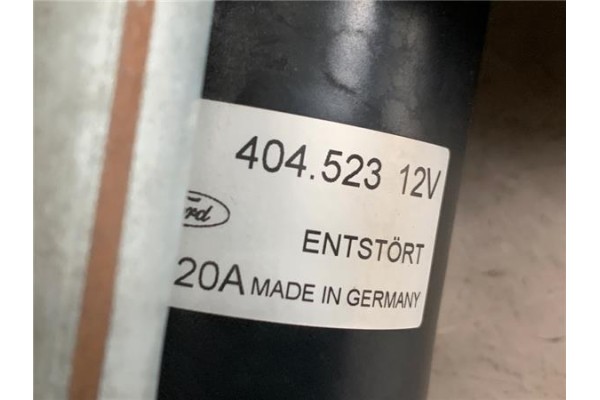 404.523 12V
ENTSTÖRT
20A MADE IN GERMANY